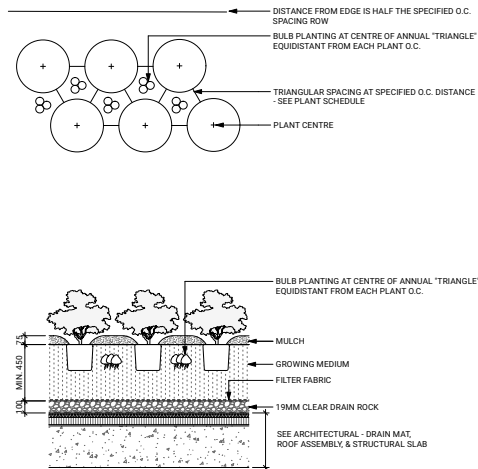 DISTANCE FROM EDGE IS HALF THE SPECIFIED O.C.
SPACING ROW
BULB PLANTING AT CENTRE OF ANNUAL "TRIANGLE"
EQUIDISTANT FROM EACH PLANT O.C.
TRIANGULAR SPACING AT SPECIFIED O.C. DISTANCE
- SEE PLANT SCHEDULE
PLANT CENTRE
BULB PLANTING AT CENTRE OF ANNUAL "TRIANGLE"
EQUIDISTANT FROM EACH PLANT O.C.
75
MULCH
MIN. 450
GROWING MEDIUM
FILTER FABRIC
100
19MM CLEAR DRAIN ROCK
SEE ARCHITECTURAL - DRAIN MAT,
ROOF ASSEMBLY, & STRUCTURAL SLAB